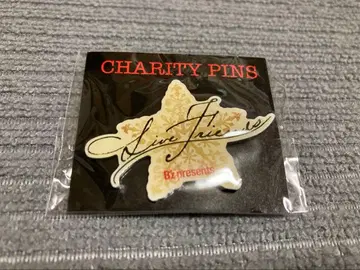 CHARITY PINS
Live Friends
B'z presents